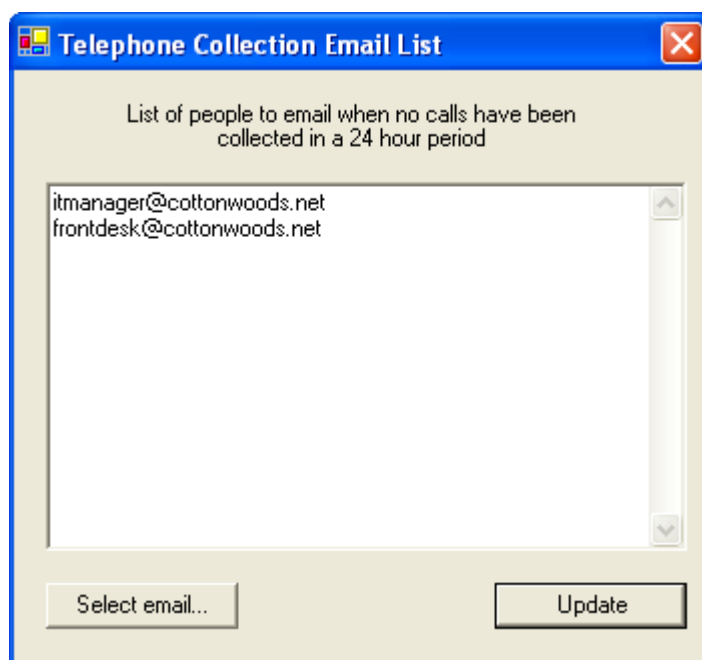 Telephone Collection Email List
List of people to email when no calls have been
collected in a 24 hour period
itmanager@cottonwoods.net
frontdesk@cottonwoods.net
Select email...
Update